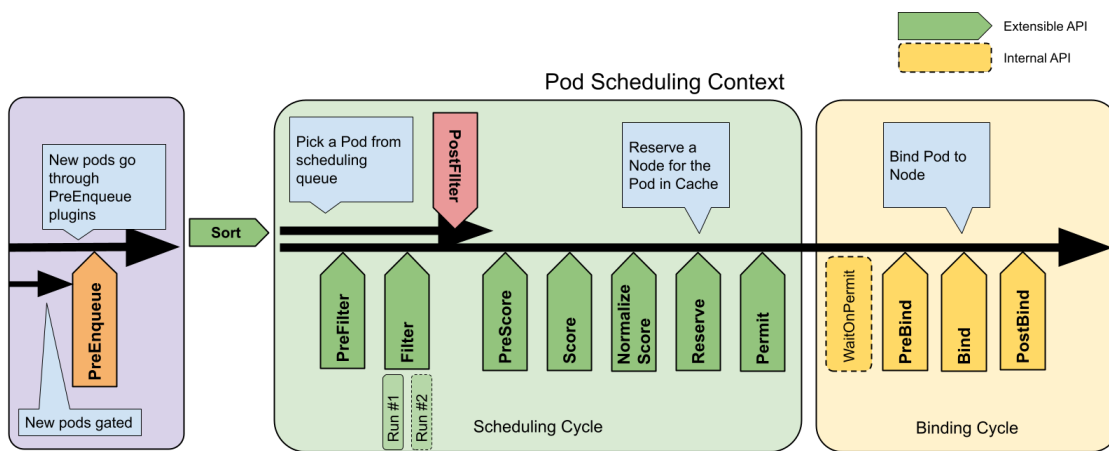 Extensible API
Internal API
Pod Scheduling Context
New pods go
through
PreEnqueue
plugins
PreEnqueue
New pods gated
Sort
Pick a Pod from
scheduling
queue
PostFIlter
Reserve a
Node for the
Pod in Cache
PreFilter
Filter
Run #1
Run #2
PreScore
Score
Normalize
Score
Reserve
Permit
Scheduling Cycle
Bind Pod to
Node
WaitOnPermit
PreBind
Bind
PostBind
Binding Cycle